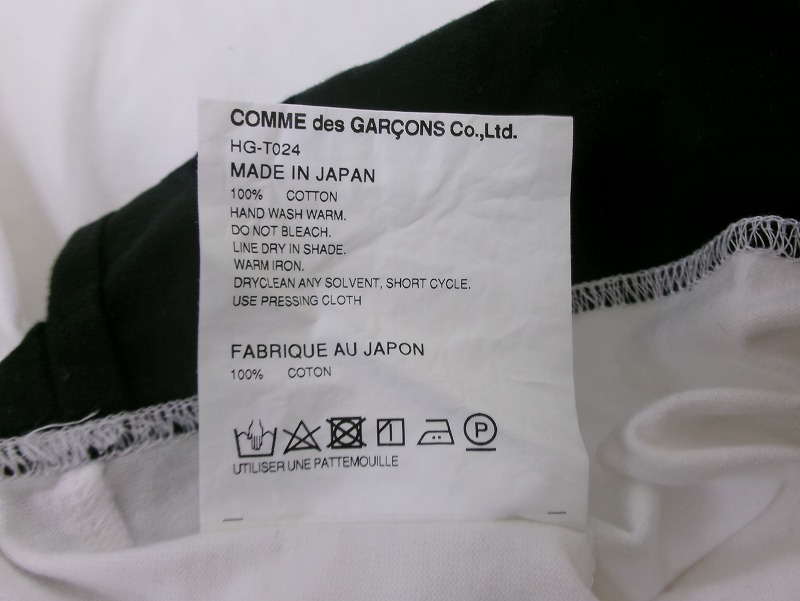 COMME des GARÇONS Co.,Ltd.
HG-T024
MADE IN JAPAN
100% COTTON
HAND WASH WARM.
DO NOT BLEACH.
LINE DRY IN SHADE.
WARM IRON.
DRYCLEAN ANY SOLVENT, SHORT CYCLE.
USE PRESSING CLOTH
FABRIQUE AU JAPON
100% COTON
P
UTILISER UNE PATTEMOUILLE